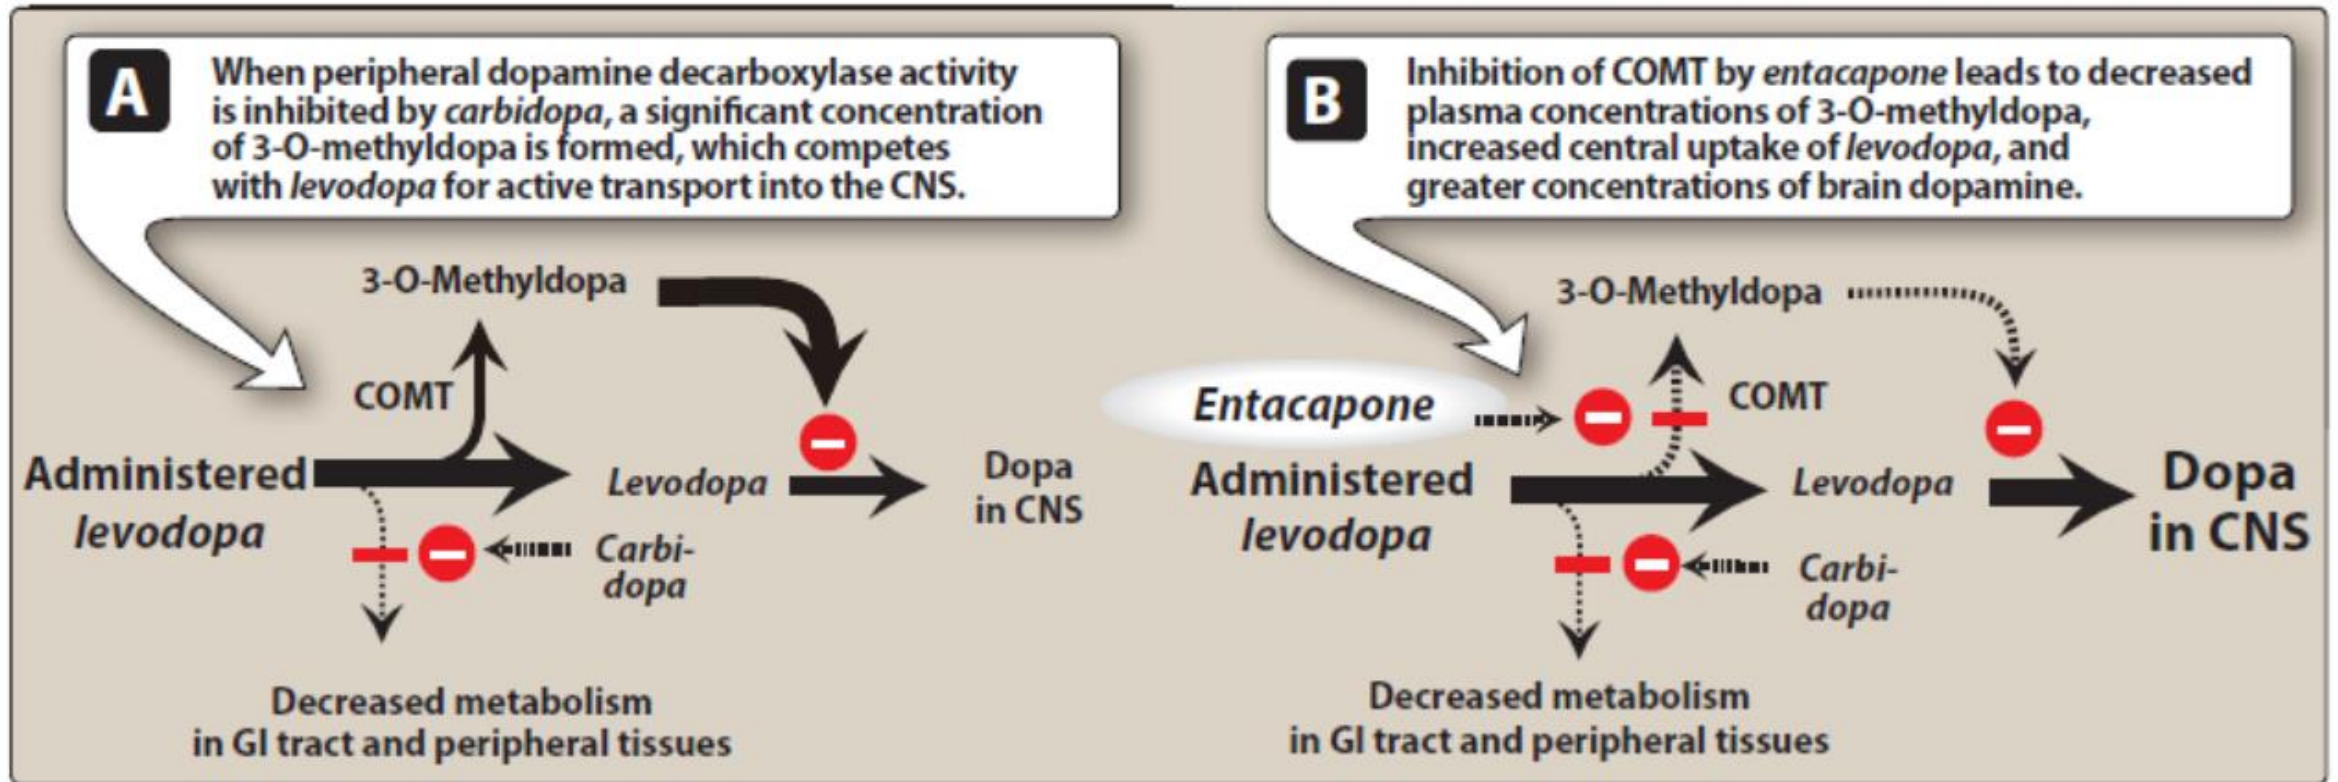 A
When peripheral dopamine decarboxylase activity
is inhibited by carbidopa, a significant concentration
of 3-O-methyldopa is formed, which competes
with levodopa for active transport into the CNS.
3-O-Methyldopa
COMT
Administered
levodopa
Levodopa
Dopa
in CNS
Carbi-
dopa
Decreased metabolism
in GI tract and peripheral tissues
B
Inhibition of COMT by entacapone leads to decreased
plasma concentrations of 3-O-methyldopa,
increased central uptake of levodopa, and
greater concentrations of brain dopamine.
3-O-Methyldopa
Entacapone
COMT
Administered
levodopa
Levodopa
Dopa
in CNS
Carbi-
dopa
Decreased metabolism
in GI tract and peripheral tissues